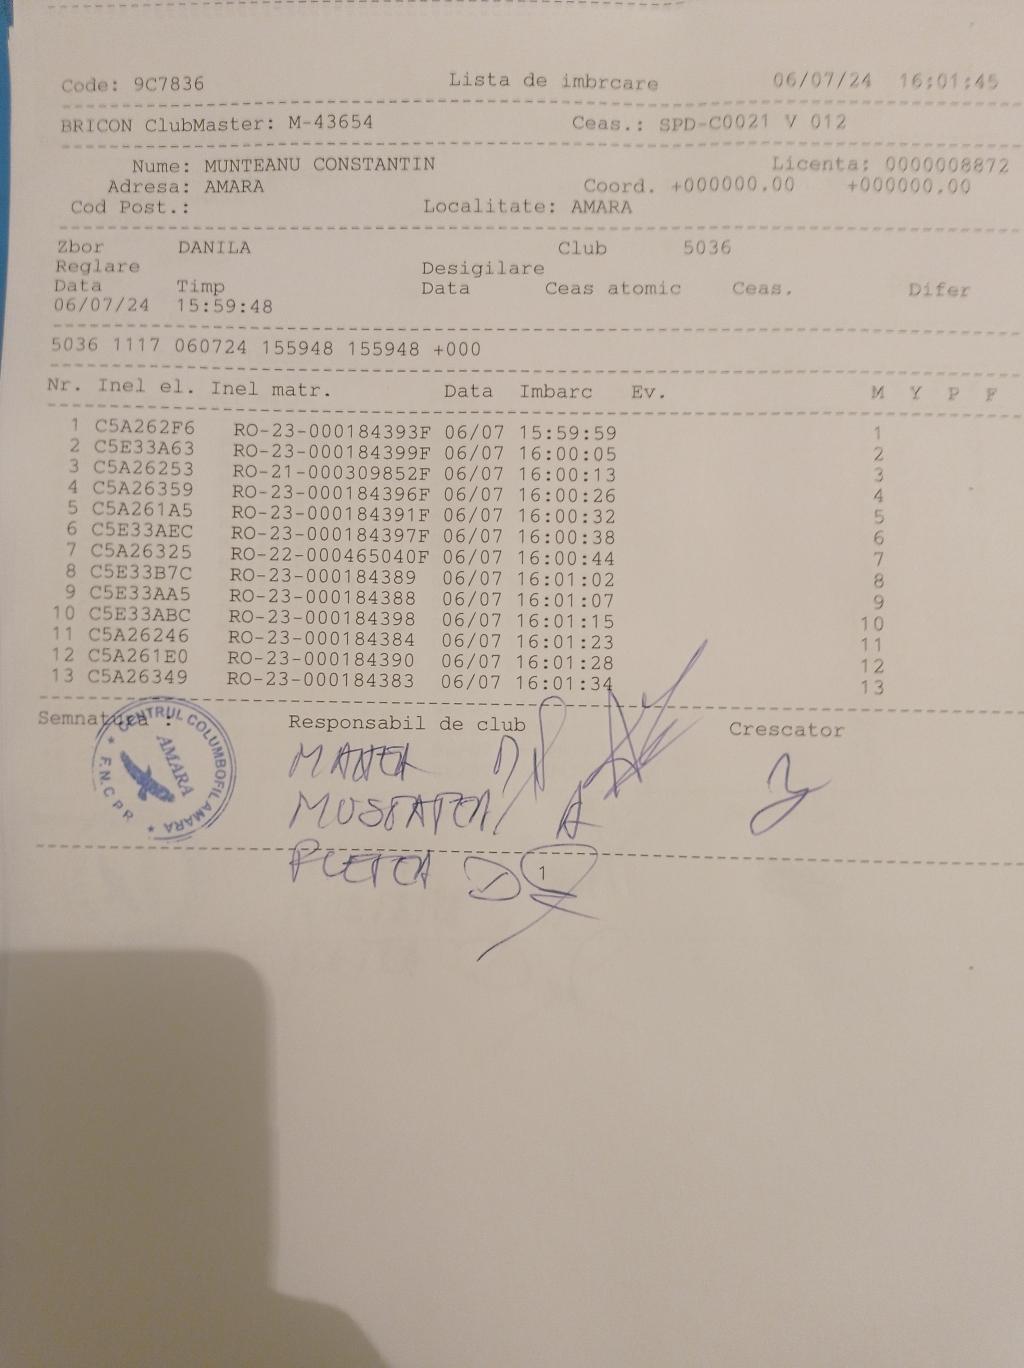 Code: 9C7836 Lista de imbrcare 06/07/24 16:01:45
BRICON ClubMaster: M-43654 Ceas.: SPD-C0021 V 012
Nume: MUNTEANU CONSTANTIN Licenta: 0000008872
Adresa: AMARA Coord. +000000.00 +000000.00
Cod Post.: Localitate: AMARA
Zbor DANILA Club 5036
Reglare Desigilare
Data Timp Data Ceas atomic Ceas. Difer
06/07/24 15:59:48
5036 1117 060724 155948 155948 +000
Nr. Inel el. Inel matr. Data Imbarc Ev. M Y P F
1 C5A262F6 RO-23-000184393F 06/07 15:59:59 1
2 C5E33A63 RO-23-000184399F 06/07 16:00:05 2
3 C5A26253 RO-21-000309852F 06/07 16:00:13 3
4 C5A26359 RO-23-000184396F 06/07 16:00:26 4
5 C5A261A5 RO-23-000184391F 06/07 16:00:32 5
6 C5E33AEC RO-23-000184397F 06/07 16:00:38 6
7 C5A26325 RO-22-000465040F 06/07 16:00:44 7
8 C5E33B7C RO-23-000184389 06/07 16:01:02 8
9 C5E33AA5 RO-23-000184388 06/07 16:01:07 9
10 C5E33ABC RO-23-000184398 06/07 16:01:15 10
11 C5A26246 RO-23-000184384 06/07 16:01:23 11
12 C5A261E0 RO-23-000184390 06/07 16:01:28 12
13 C5A26349 RO-23-000184383 06/07 16:01:34 13
Semnatura : Responsabil de club Crescator
CENTRUL COLUMBOFIL AMARA
AMARA
F.N.C.P.R.
A
D
1